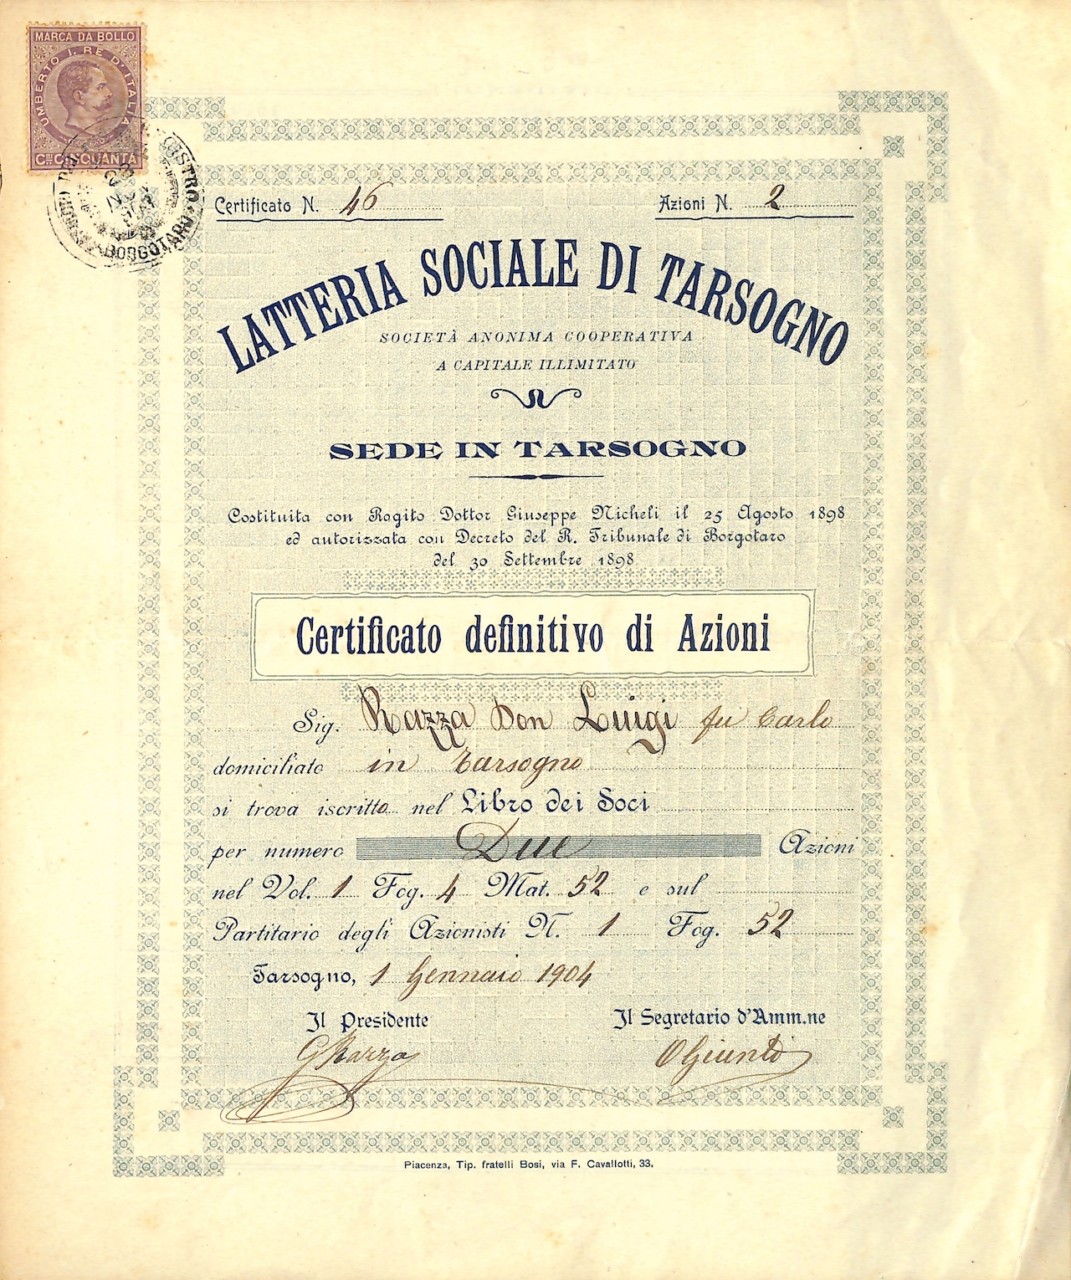 MARCA DA BOLLO
UMBERTO I. RE D'ITALIA
C.MI CINQUANTA
BORGOTARO
Certificato N. 46
Azioni N. 2
LATTERIA SOCIALE DI TARSOGNO
SOCIETÀ ANONIMA COOPERATIVA
A CAPITALE ILLIMITATO
SEDE IN TARSOGNO
Costituita con Rogito Dottor Giuseppe Micheli il 25 Agosto 1898
ed autorizzata con Decreto del R. Tribunale di Borgotaro
del 30 Settembre 1898
Certificato definitivo di Azioni
Sig. Razza Don Luigi fu Carlo
domiciliato in Tarsogno
si trova iscritto nel Libro dei Soci
per numero Due Azioni
nel Vol. 1 Fog. 4 Mat. 52 e sul
Partitario degli Azionisti N. 1 Fog. 52
Tarsogno, 1 Gennaio 1904
Il Presidente
Il Segretario d'Amm.ne
GRazza
OGiunti
Piacenza, Tip. fratelli Bosi, via F. Cavallotti, 33.